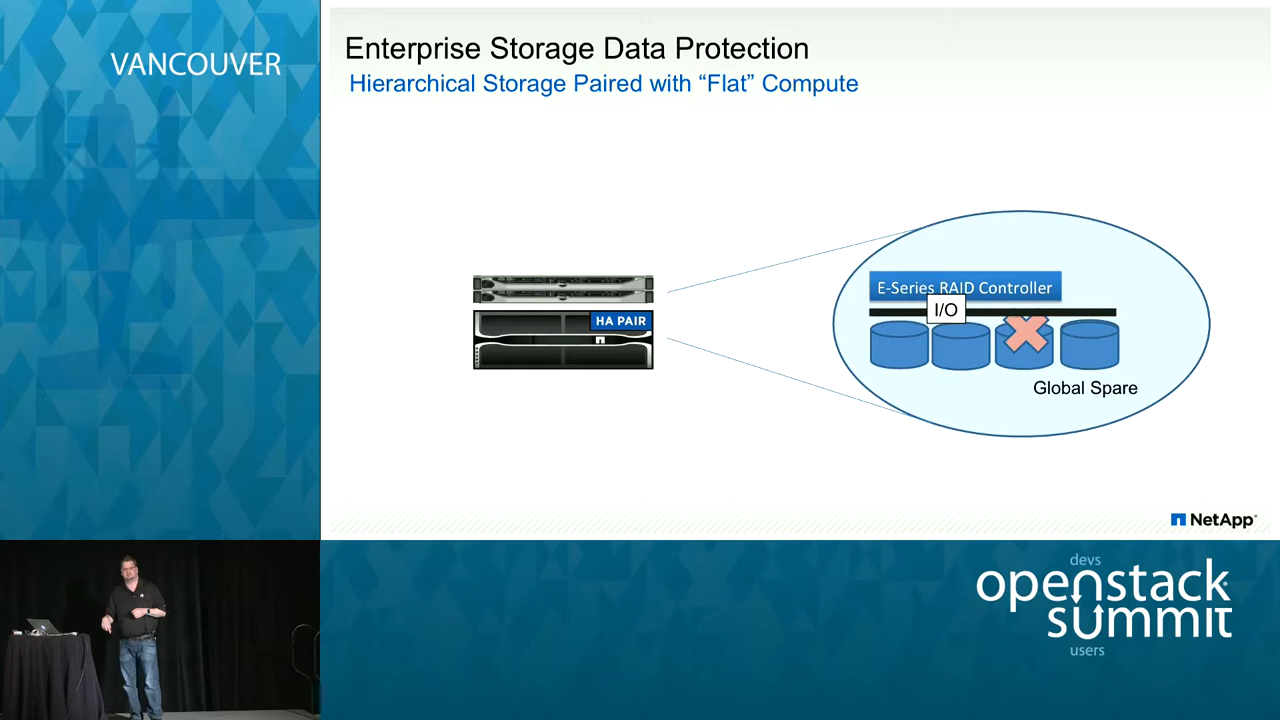 VANCOUVER
Enterprise Storage Data Protection
Hierarchical Storage Paired with “Flat” Compute
HA PAIR
E-Series RAID Controller
I/O
Global Spare
NetApp
devs
openstack
summit
users